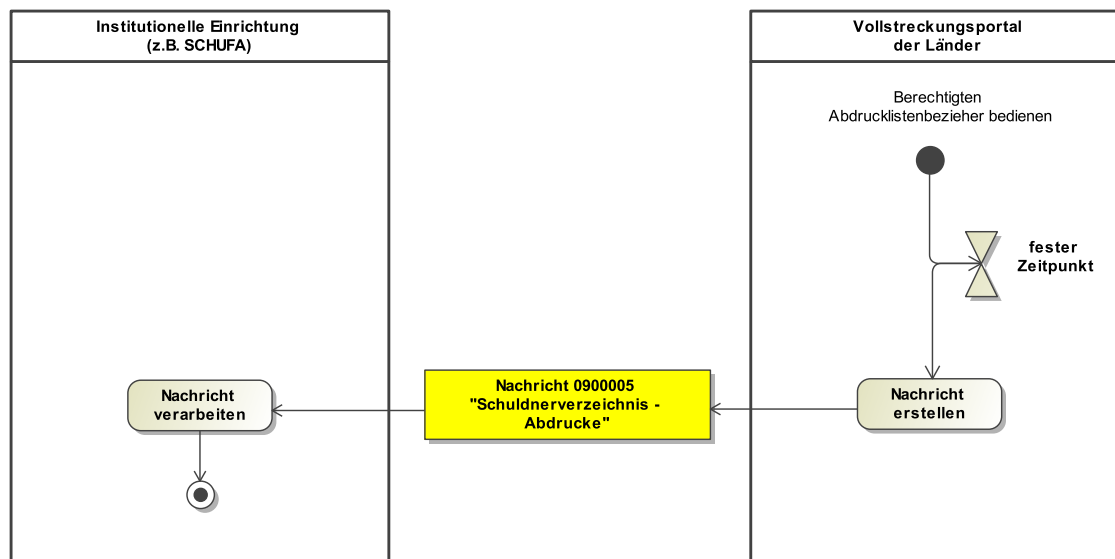 Institutionelle Einrichtung
(z.B. SCHUFA)
Vollstreckungsportal
der Länder
Berechtigten
Abdrucklistenbezieher bedienen
fester
Zeitpunkt
Nachricht
verarbeiten
Nachricht 0900005
"Schuldnerverzeichnis -
Abdrucke"
Nachricht
erstellen